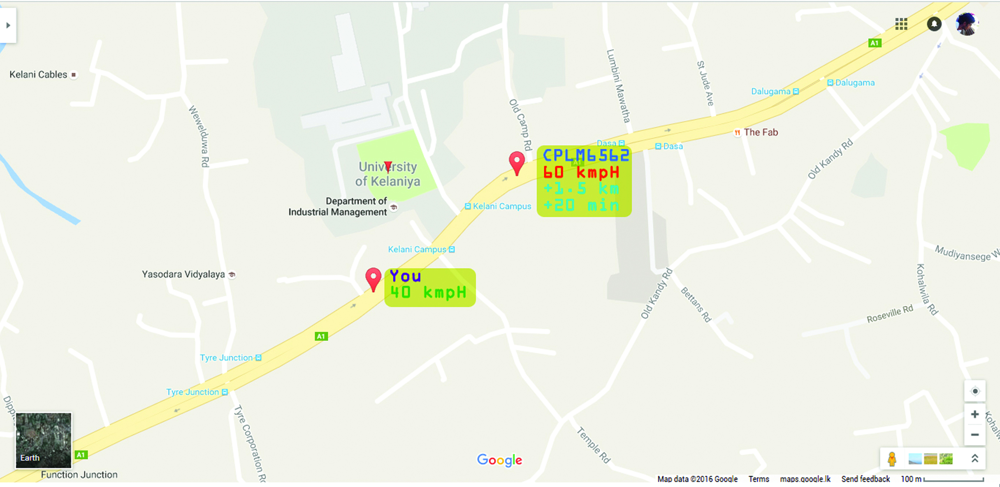 A1
Kelani Cables
Lumbini Mawatha
St Jude Ave
Dalugama
Dalugama
Wewelduwa Rd
Old Camp Rd
The Fab
Dasa
Dasa
CPLM6562
A1
60 kmpH
+1.5 km
+20 min
University
of Kelaniya
Old Kandy Rd
Department of
Industrial Management
Kelani Campus
Kelani Campus
Mudiyansege
Yasodara Vidyalaya
You
40 kmpH
Old Kandy Rd
Bettans Rd
Kohalwila Rd
Roseville Rd
A1
Tyre Junction
Tyre Junction
Tyre Corporation Rd
Temple Rd
Earth
A1
Google
Function Junction
Map data ©2016 Google Terms maps.google.lk Send feedback 100 m